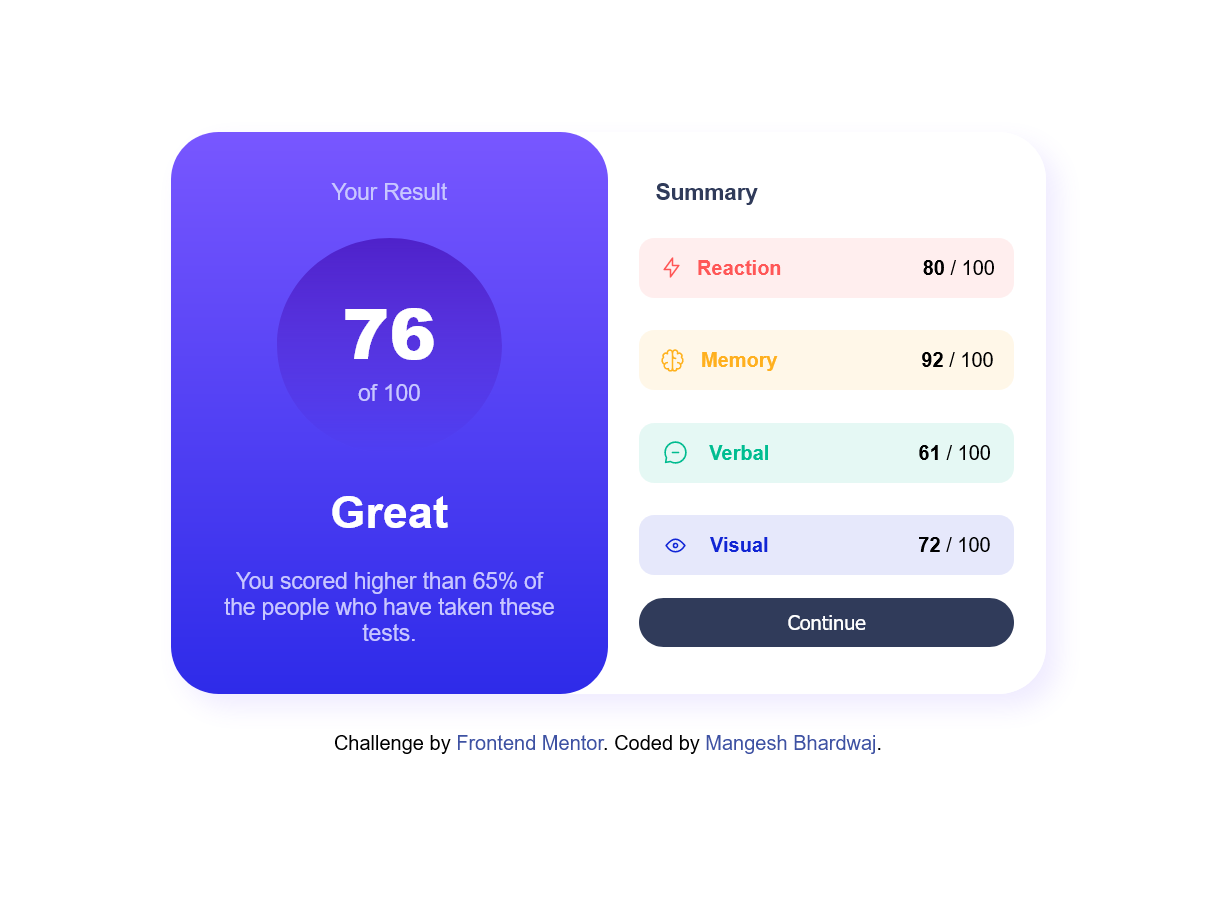 Your Result
76
of 100
Great
You scored higher than 65% of
the people who have taken these
tests.
Summary
Reaction 80 / 100
Memory 92 / 100
Verbal 61 / 100
Visual 72 / 100
Continue
Challenge by Frontend Mentor. Coded by Mangesh Bhardwaj.